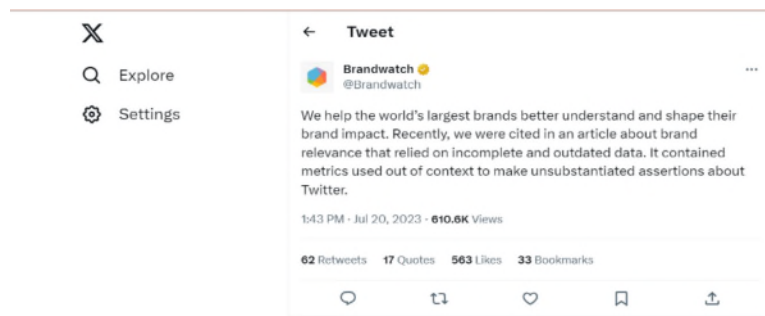 X
← Tweet
Explore
Brandwatch
@Brandwatch
Settings
We help the world's largest brands better understand and shape their
brand impact. Recently, we were cited in an article about brand
relevance that relied on incomplete and outdated data. It contained
metrics used out of context to make unsubstantiated assertions about
Twitter.
1:43 PM · Jul 20, 2023 · 610.6K Views
62 Retweets 17 Quotes 563 Likes 33 Bookmarks